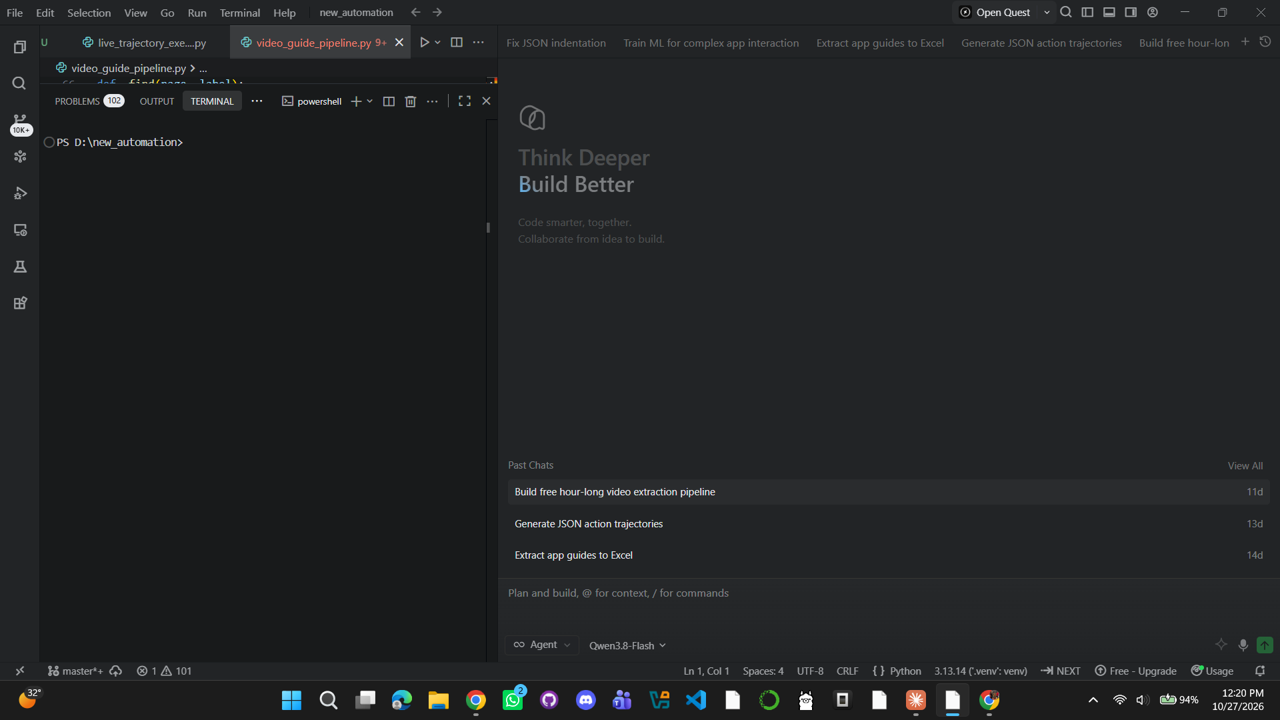 File Edit Selection View Go Run Terminal Help new_automation Open Quest
U live_trajectory_exe....py video_guide_pipeline.py 9+
Fix JSON indentation Train ML for complex app interaction Extract app guides to Excel Generate JSON action trajectories Build free hour-lon
video_guide_pipeline.py > ...
PROBLEMS 102 OUTPUT TERMINAL powershell
10K+
PS D:\new_automation>
Think Deeper
Build Better
Code smarter, together.
Collaborate from idea to build.
Past Chats View All
Build free hour-long video extraction pipeline 11d
Generate JSON action trajectories 13d
Extract app guides to Excel 14d
Plan and build, @ for context, / for commands
Agent Qwen3.8-Flash
master*+ 1 101 Ln 1, Col 1 Spaces: 4 UTF-8 CRLF {} Python 3.13.14 ('.venv': venv) NEXT Free - Upgrade Usage
32° 2 94% 12:20 PM
10/27/2026